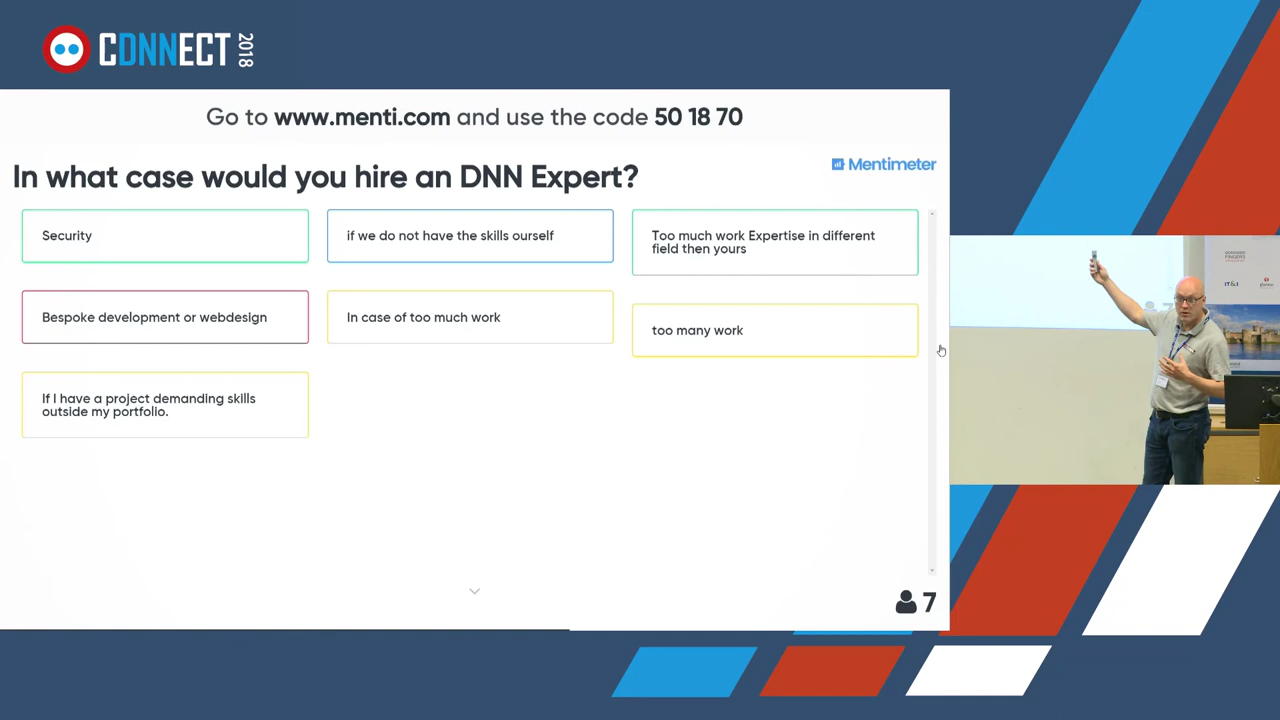 CDNNECT 2018
Go to www.menti.com and use the code 50 18 70
Mentimeter
In what case would you hire an DNN Expert?
Security
if we do not have the skills ourself
Too much work Expertise in different
field then yours
Bespoke development or webdesign
In case of too much work
too many work
If I have a project demanding skills
outside my portfolio.
7
FINGERS
IT&I